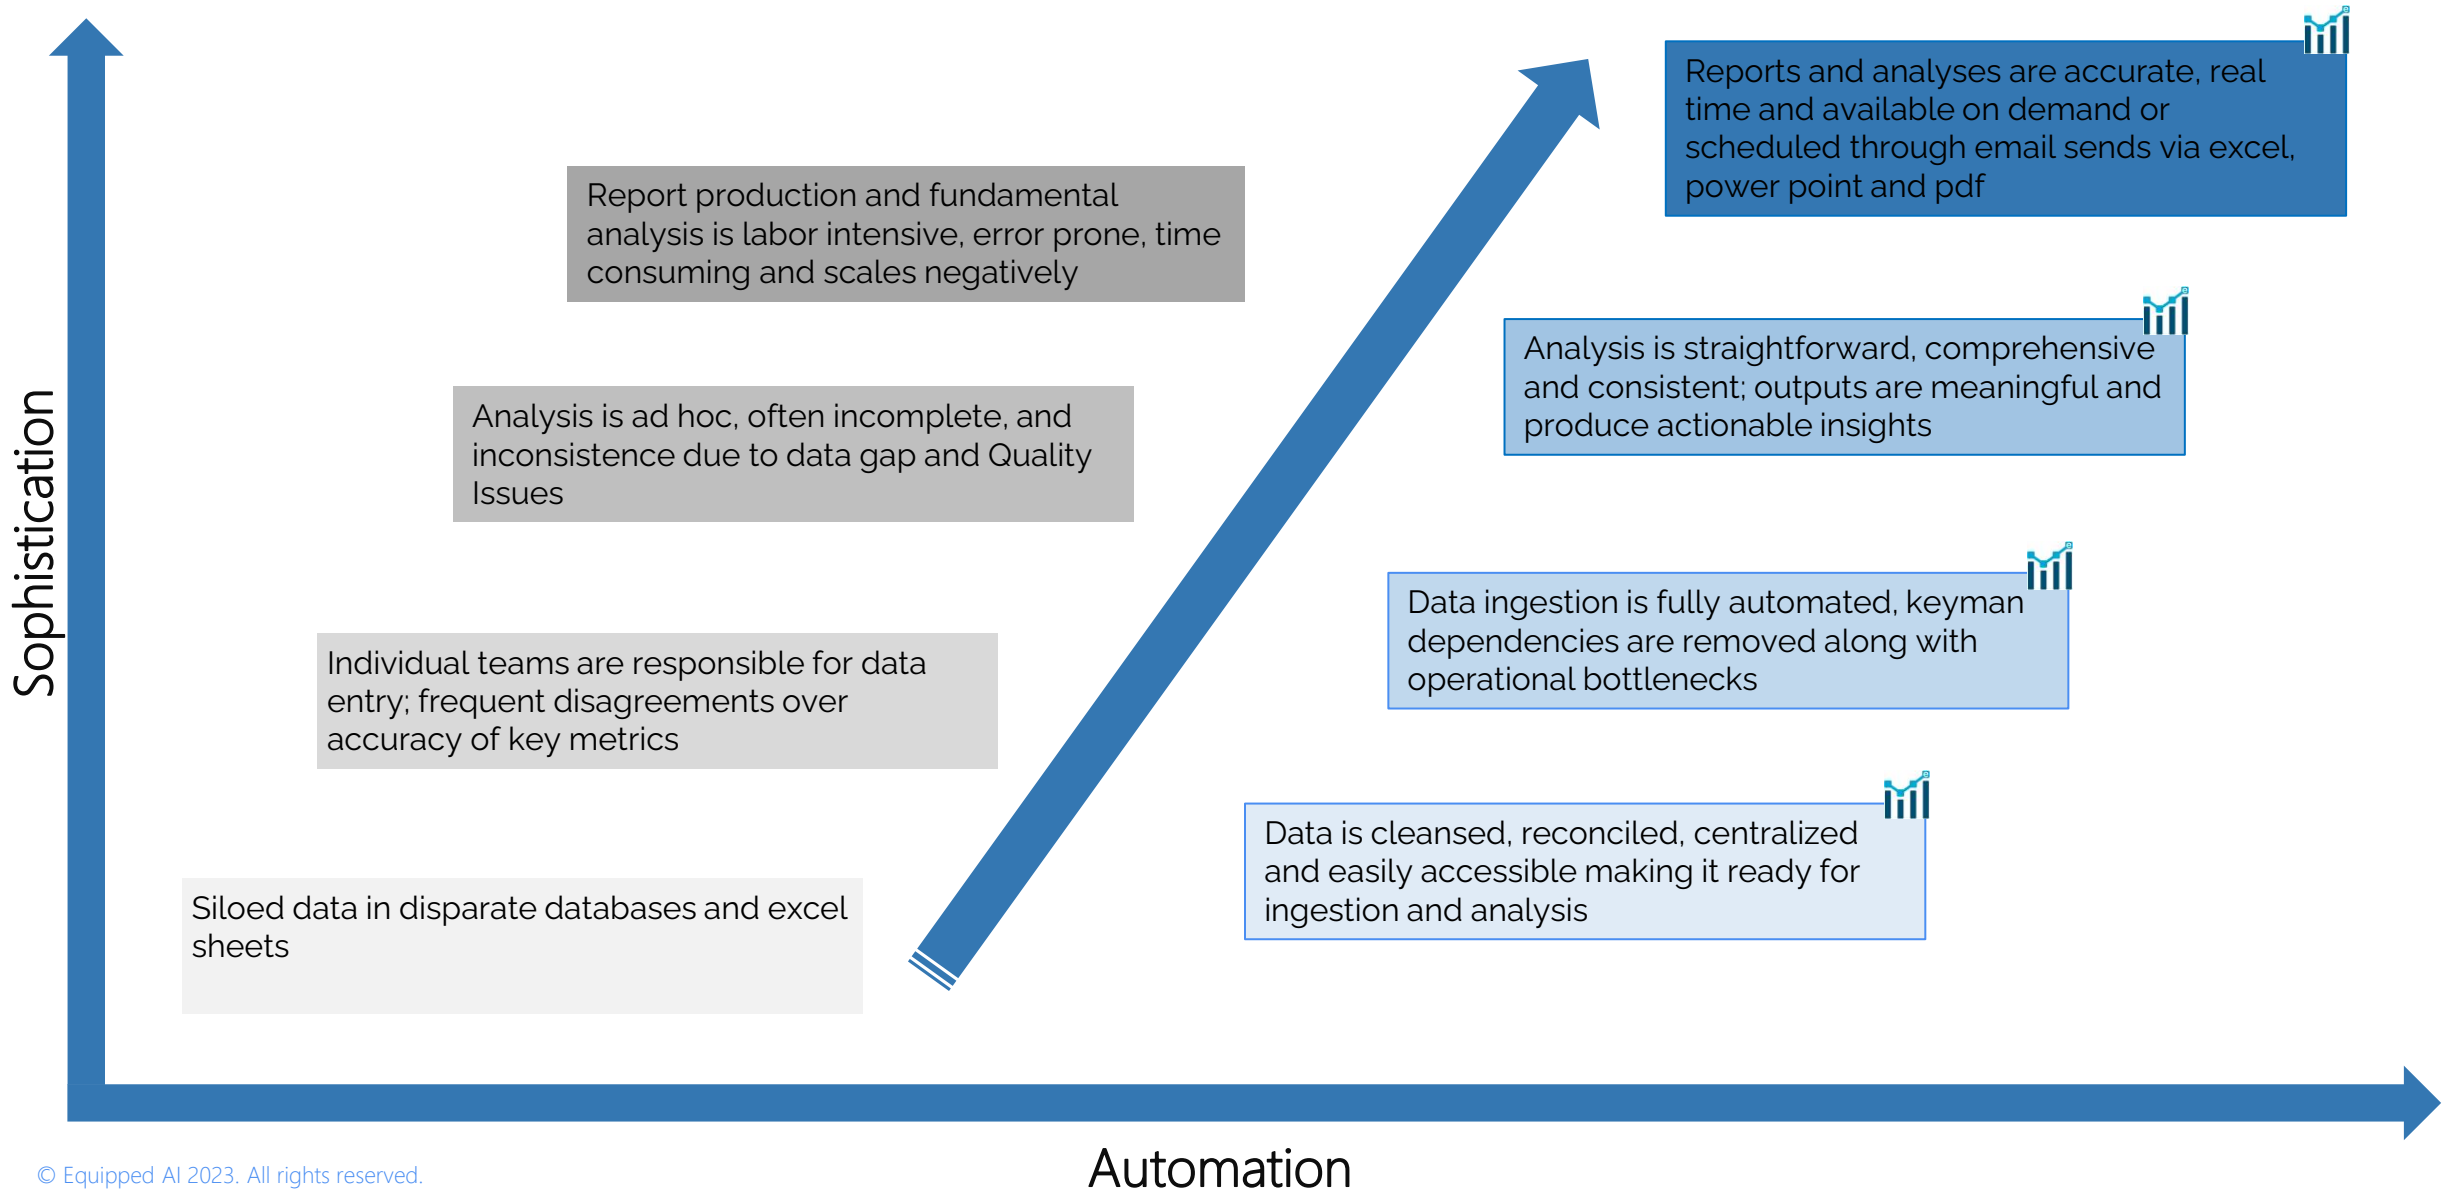 Reports and analyses are accurate, real
time and available on demand or
scheduled through email sends via excel,
power point and pdf
Report production and fundamental
analysis is labor intensive, error prone, time
consuming and scales negatively
Analysis is straightforward, comprehensive
and consistent; outputs are meaningful and
produce actionable insights
Analysis is ad hoc, often incomplete, and
inconsistence due to data gap and Quality
Issues
Sophistication
Data ingestion is fully automated, keyman
dependencies are removed along with
operational bottlenecks
Individual teams are responsible for data
entry; frequent disagreements over
accuracy of key metrics
Data is cleansed, reconciled, centralized
and easily accessible making it ready for
ingestion and analysis
Siloed data in disparate databases and excel
sheets
Automation
© Equipped AI 2023. All rights reserved.